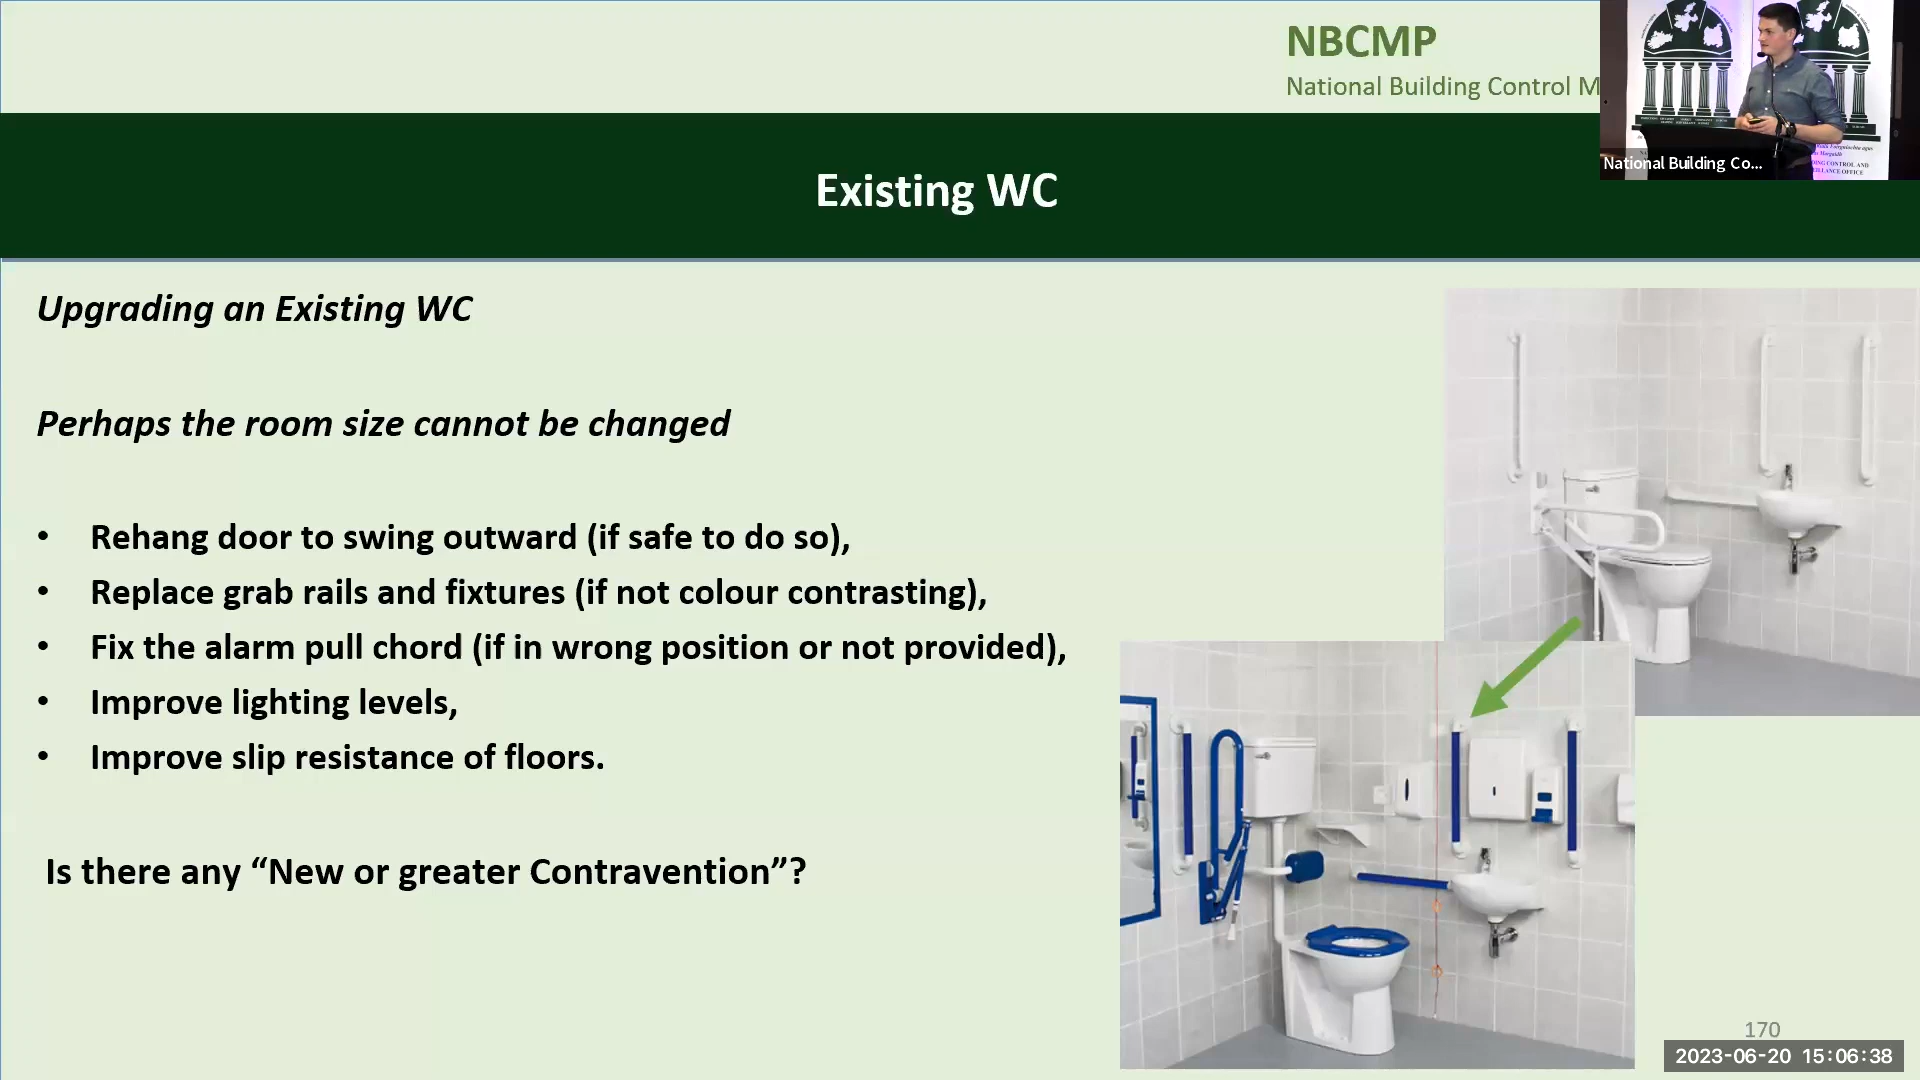 NBCMP
National Building Control M
National Building Co...
Existing WC
Upgrading an Existing WC
Perhaps the room size cannot be changed
• Rehang door to swing outward (if safe to do so),
• Replace grab rails and fixtures (if not colour contrasting),
• Fix the alarm pull chord (if in wrong position or not provided),
• Improve lighting levels,
• Improve slip resistance of floors.
Is there any “New or greater Contravention”?
170
2023-06-20 15:06:38